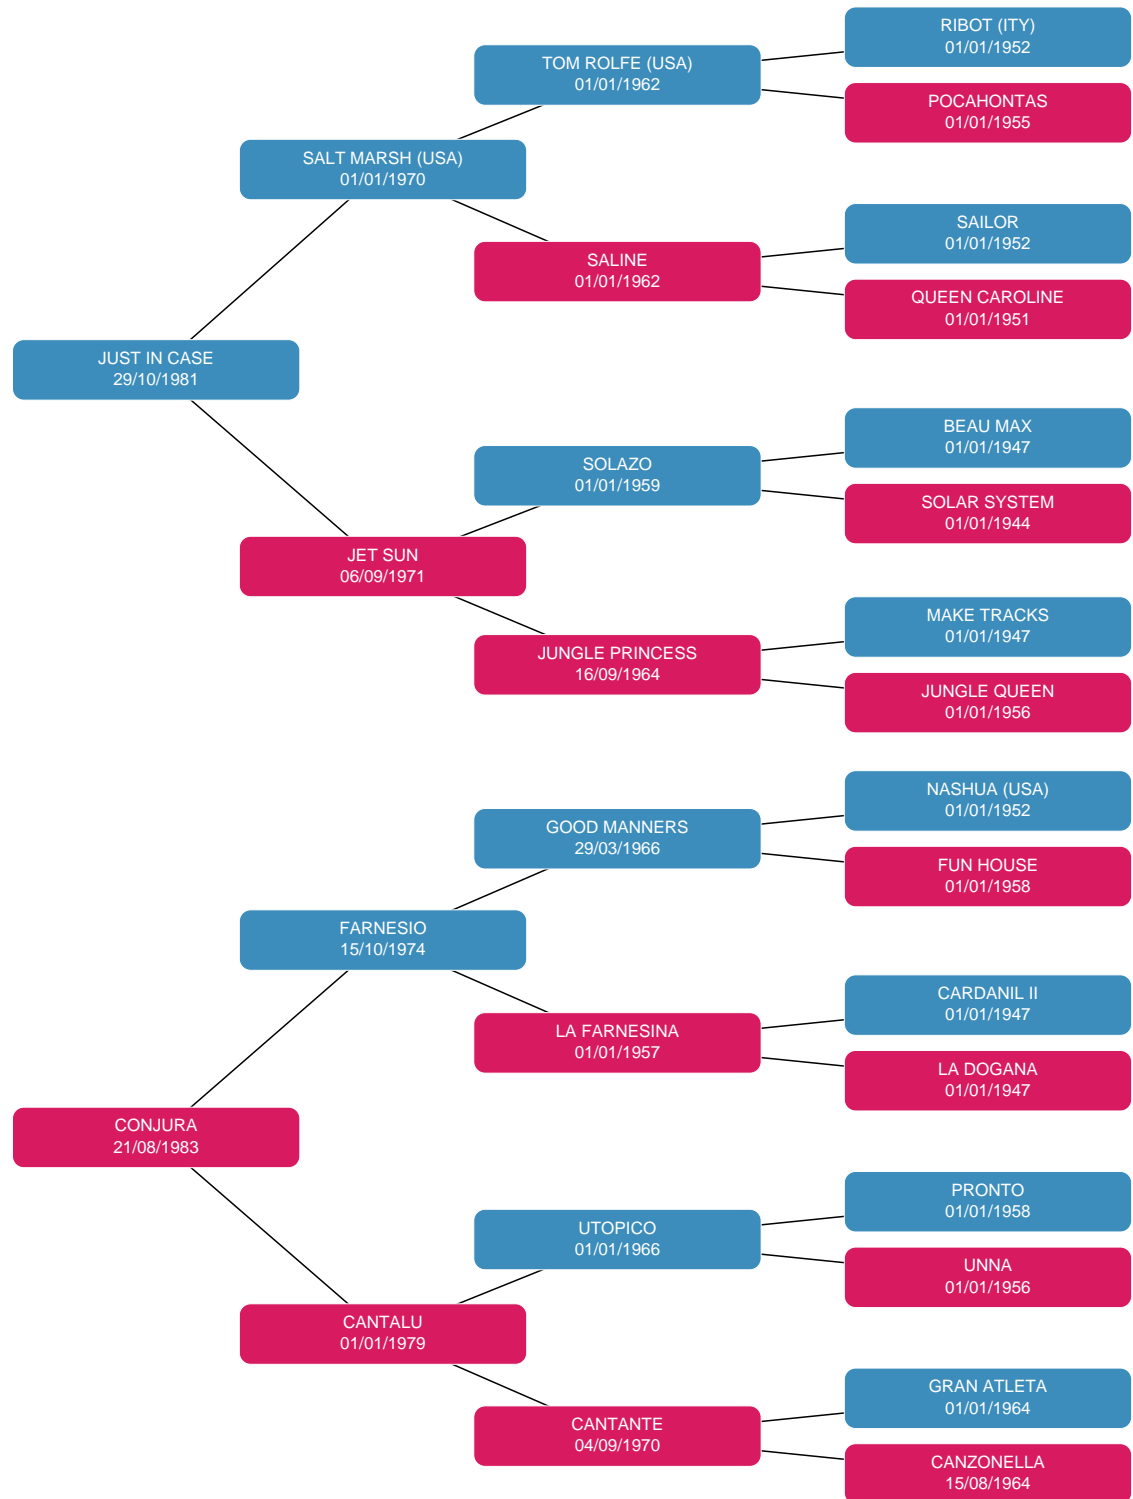 RIBOT (ITY)
01/01/1952
TOM ROLFE (USA)
01/01/1962
POCAHONTAS
01/01/1955
SALT MARSH (USA)
01/01/1970
SAILOR
01/01/1952
SALINE
01/01/1962
QUEEN CAROLINE
01/01/1951
JUST IN CASE
29/10/1981
BEAU MAX
01/01/1947
SOLAZO
01/01/1959
SOLAR SYSTEM
01/01/1944
JET SUN
06/09/1971
MAKE TRACKS
01/01/1947
JUNGLE PRINCESS
16/09/1964
JUNGLE QUEEN
01/01/1956
NASHUA (USA)
01/01/1952
GOOD MANNERS
29/03/1966
FUN HOUSE
01/01/1958
FARNESIO
15/10/1974
CARDANIL II
01/01/1947
LA FARNESINA
01/01/1957
LA DOGANA
01/01/1947
CONJURA
21/08/1983
PRONTO
01/01/1958
UTOPICO
01/01/1966
UNNA
01/01/1956
CANTALU
01/01/1979
GRAN ATLETA
01/01/1964
CANTANTE
04/09/1970
CANZONELLA
15/08/1964